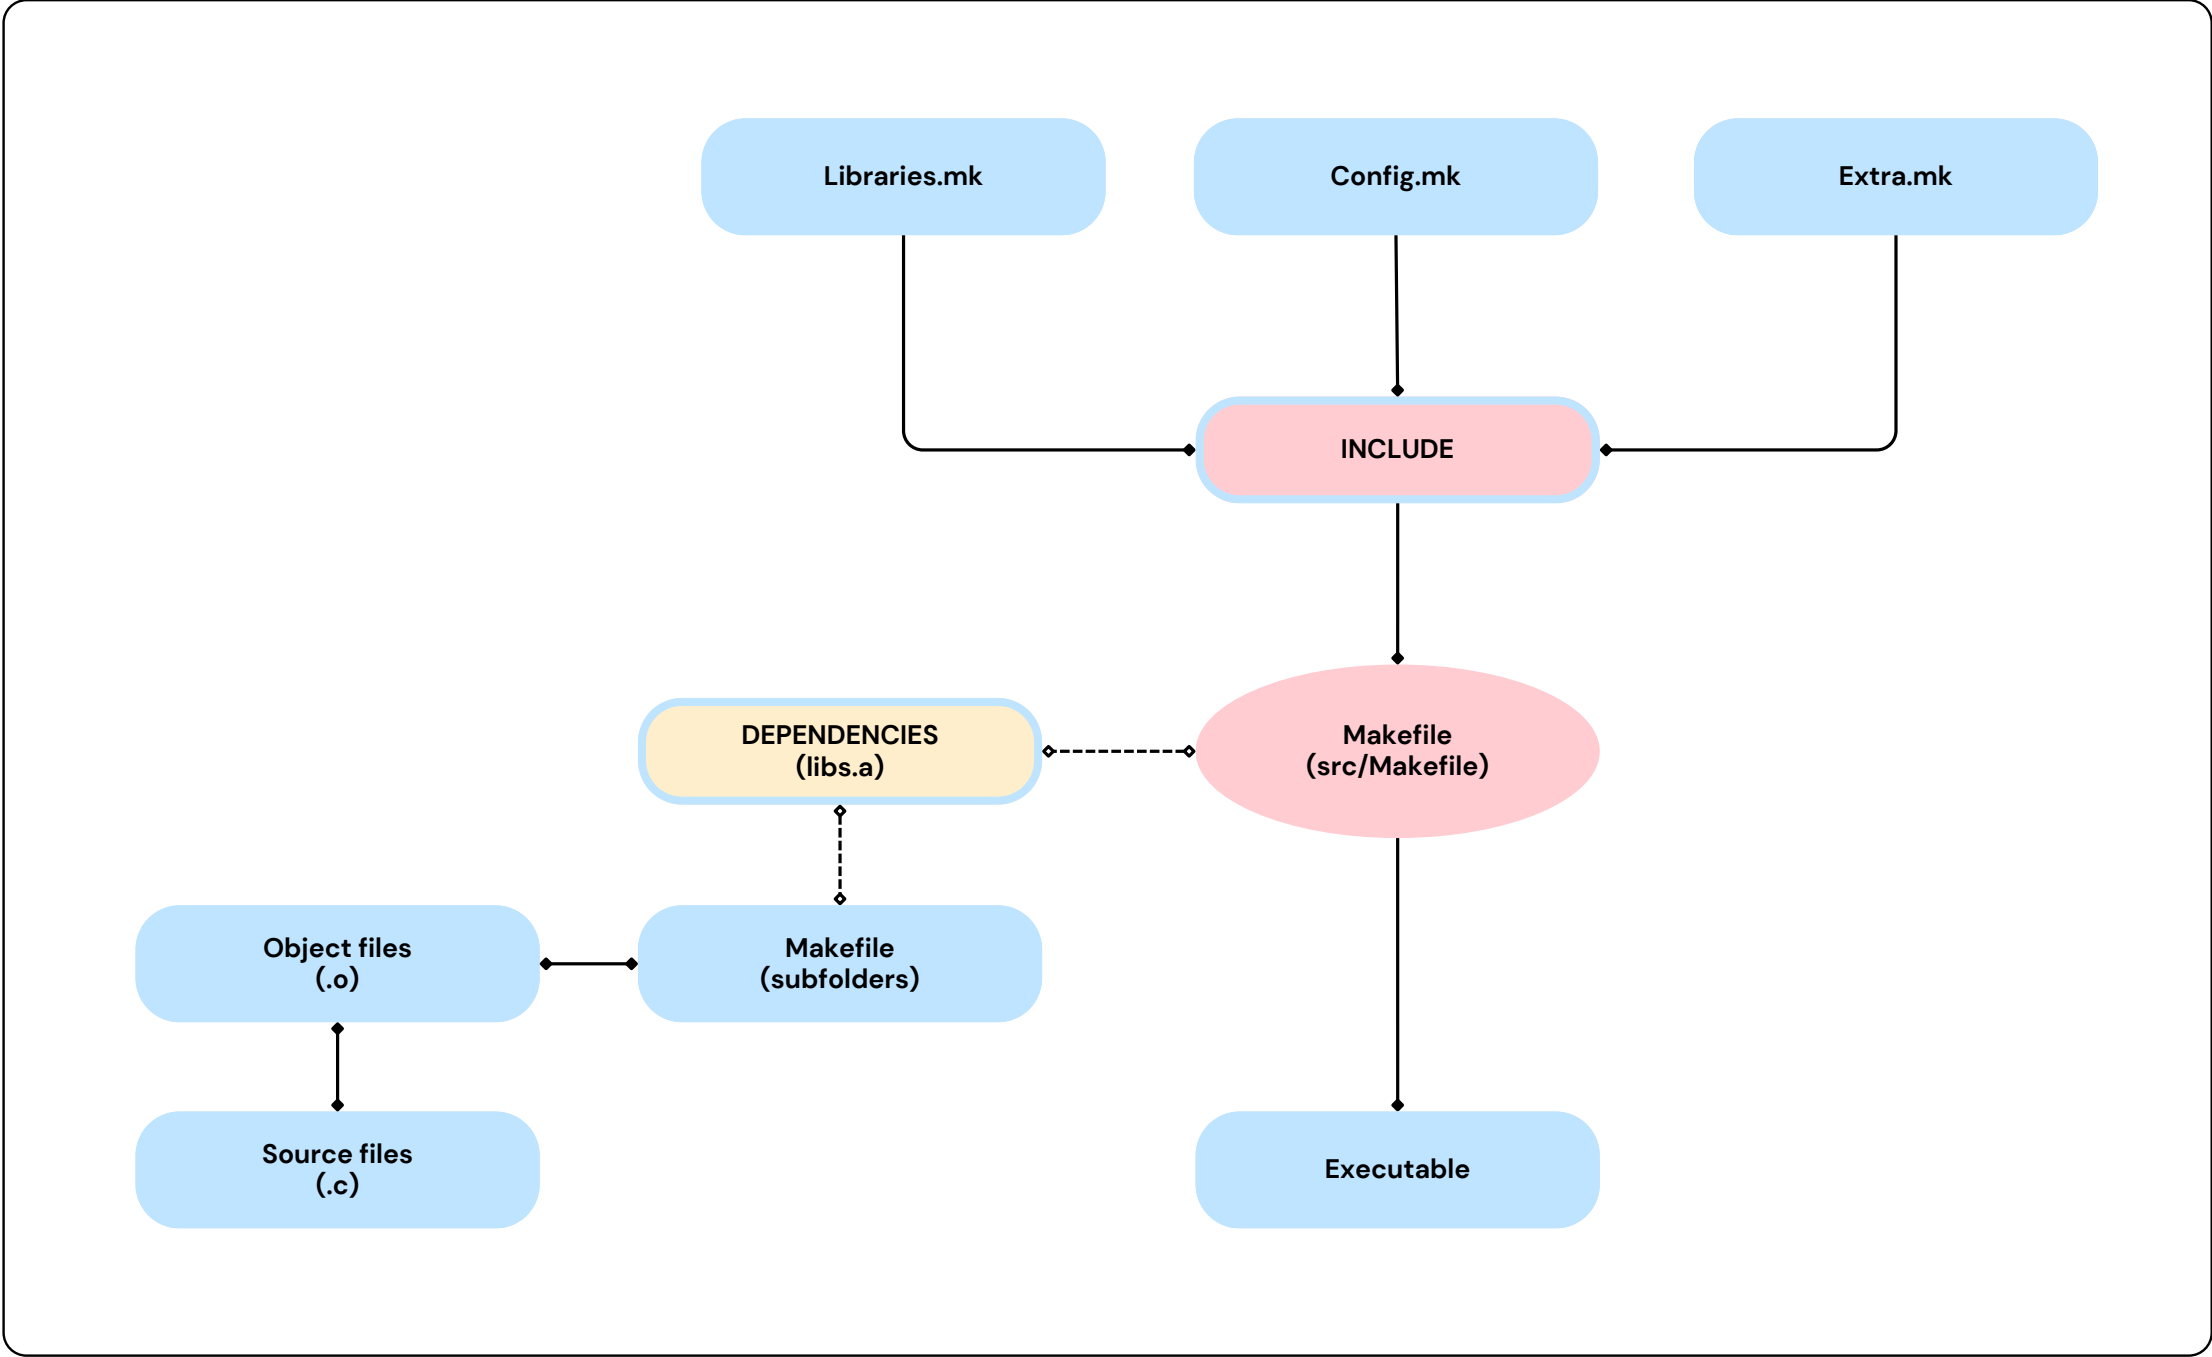 Libraries.mk
Config.mk
Extra.mk
INCLUDE
DEPENDENCIES
(libs.a)
Makefile
(src/Makefile)
Object files
(.o)
Makefile
(subfolders)
Source files
(.c)
Executable